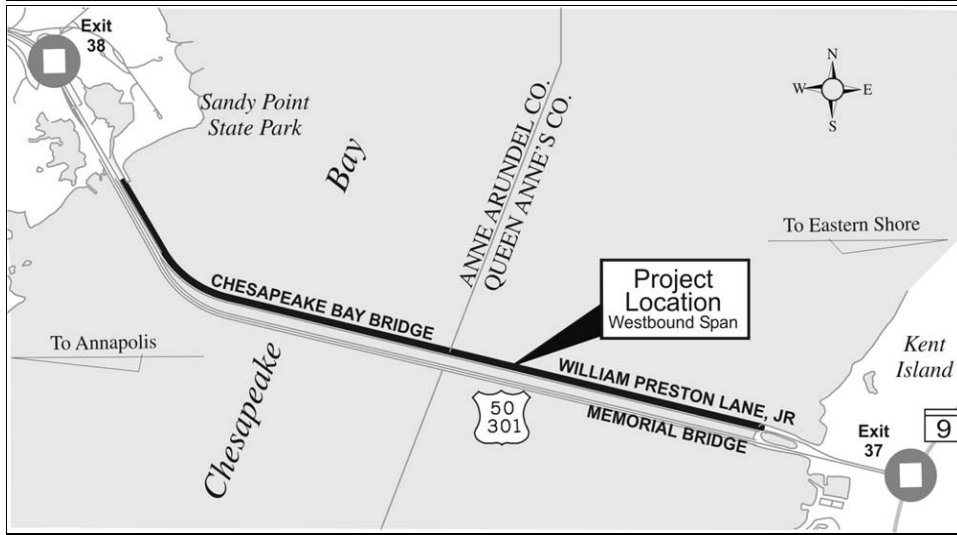 Exit
38
Sandy Point
State Park
Bay
ANNE ARUNDEL CO.
QUEEN ANNE'S CO.
N
W
E
S
To Eastern Shore
Project
Location
Westbound Span
CHESAPEAKE BAY BRIDGE
To Annapolis
Chesapeake
WILLIAM PRESTON LANE, JR
MEMORIAL BRIDGE
50
301
Kent
Island
Exit
37
9